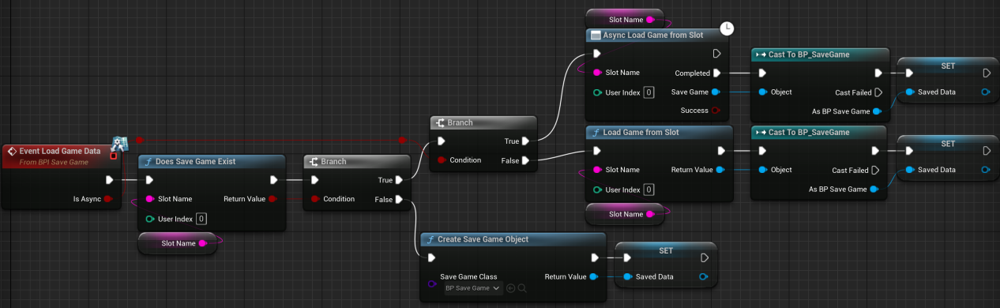 Slot Name
Async Load Game from Slot
Slot Name
Completed
User Index 0
Save Game
Success
Cast To BP_SaveGame
Object
Cast Failed
As BP Save Game
SET
Saved Data
Event Load Game Data
From BPI Save Game
Is Async
Does Save Game Exist
Slot Name
Return Value
User Index 0
Slot Name
Branch
Condition
True
False
Branch
Condition
True
False
Load Game from Slot
Slot Name
Return Value
User Index 0
Slot Name
Cast To BP_SaveGame
Object
Cast Failed
As BP Save Game
SET
Saved Data
Create Save Game Object
Save Game Class
BP Save Game
Return Value
SET
Saved Data